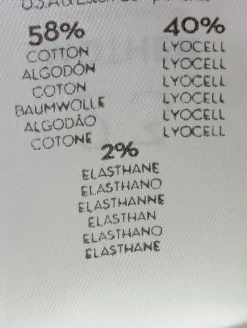 58%
COTTON
ALGODÓN
COTON
BAUMWOLLE
ALGODÃO
COTONE
40%
LYOCELL
LYOCELL
LYOCELL
LYOCELL
LYOCELL
LYOCELL
2%
ELASTHANE
ELASTHANO
ELASTHANNE
ELASTHAN
ELASTHANO
ELASTHANE